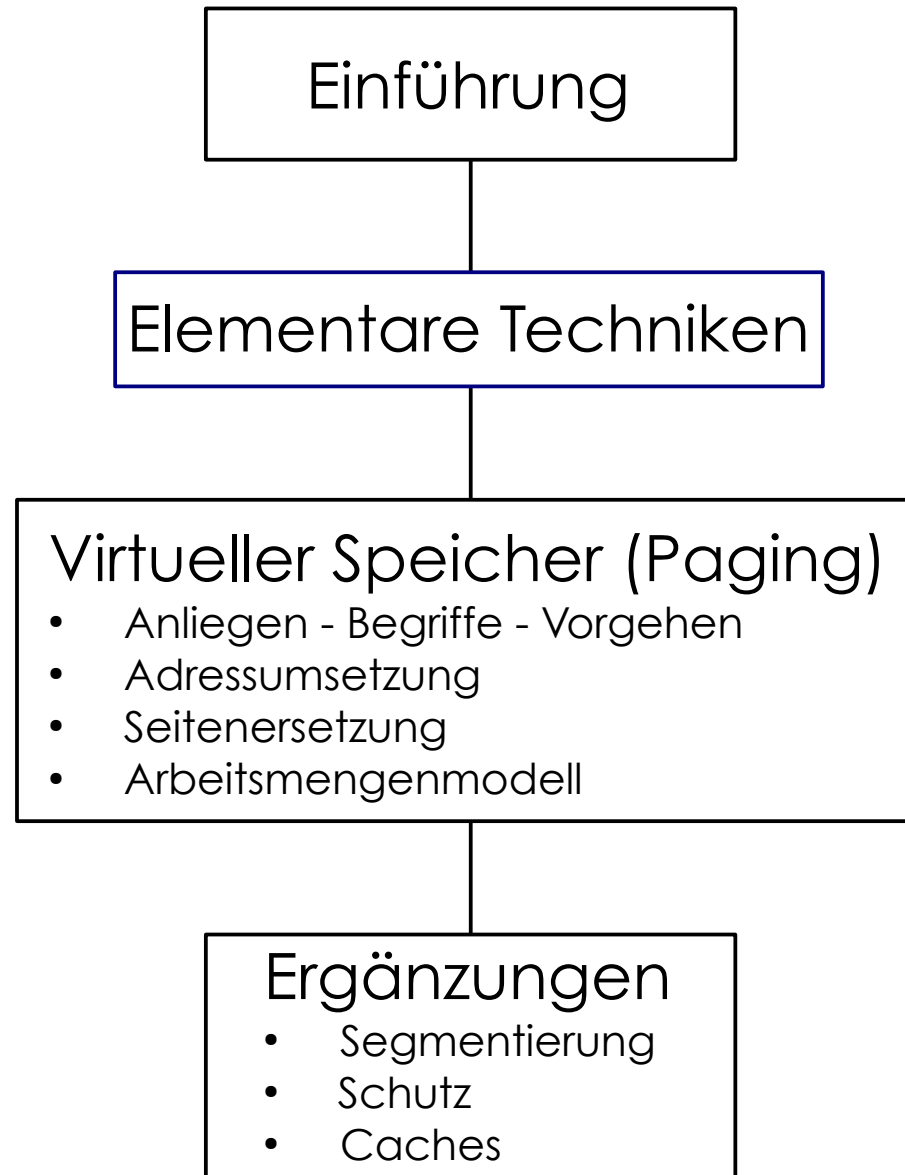 Einführung
Elementare Techniken
Virtueller Speicher (Paging)
• Anliegen - Begriffe - Vorgehen
• Adressumsetzung
• Seitenersetzung
• Arbeitsmengenmodell
Ergänzungen
• Segmentierung
• Schutz
• Caches